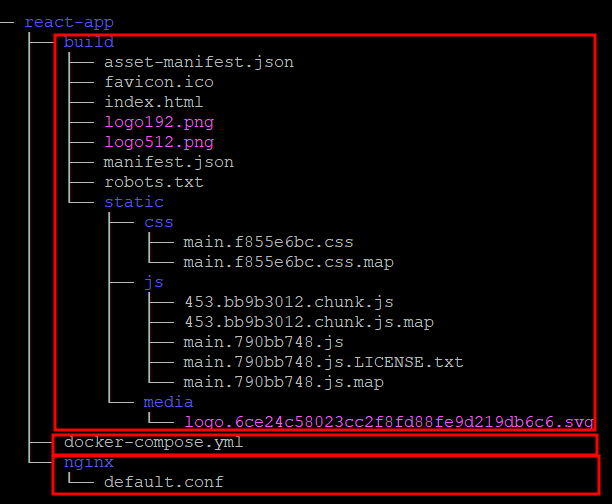 react-app
build
asset-manifest.json
favicon.ico
index.html
logo192.png
logo512.png
manifest.json
robots.txt
static
css
main.f855e6bc.css
main.f855e6bc.css.map
js
453.bb9b3012.chunk.js
453.bb9b3012.chunk.js.map
main.790bb748.js
main.790bb748.js.LICENSE.txt
main.790bb748.js.map
media
logo.6ce24c58023cc2f8fd88fe9d219db6c6.svg
docker-compose.yml
nginx
default.conf